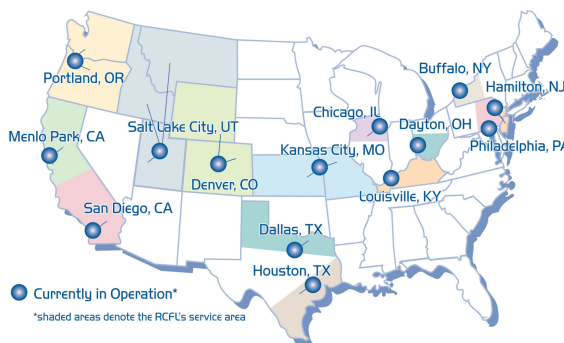 Buffalo, NY
Hamilton, NJ
Portland, OR
Chicago, IL
Dayton, OH
Menlo Park, CA
Salt Lake City, UT
Kansas City, MO
Philadelphia, PA
Denver, CO
Louisville, KY
San Diego, CA
Dallas, TX
Houston, TX
Currently in Operation*
*shaded areas denote the RCFL's service area